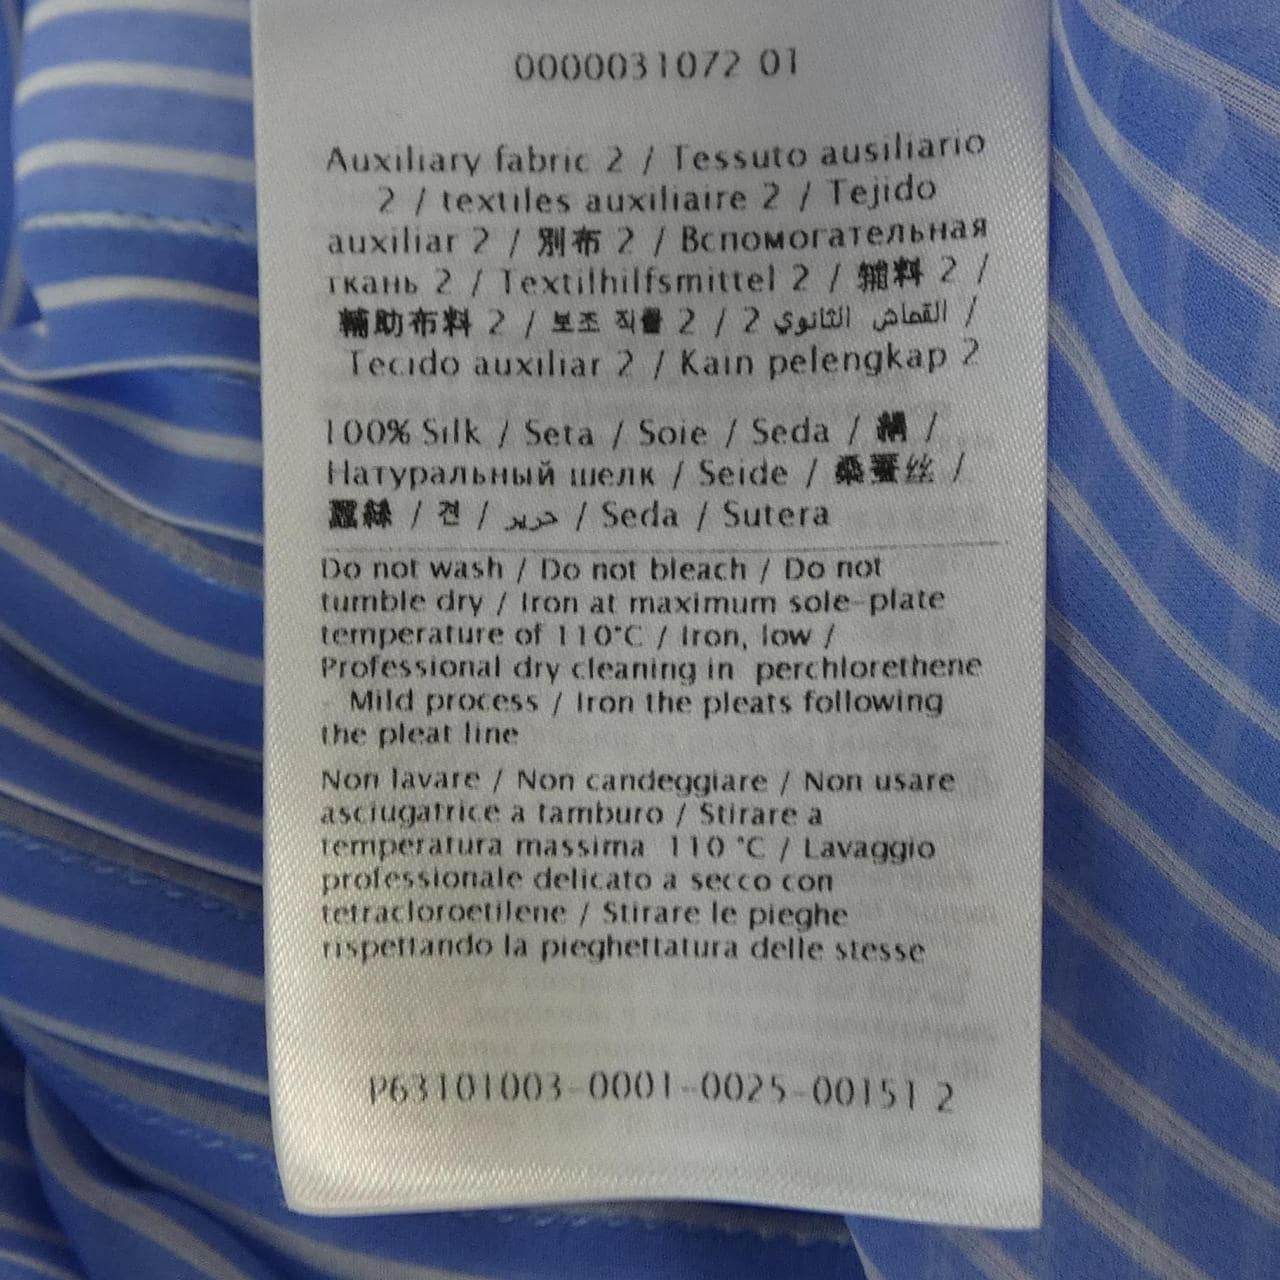 0000031072 01
Auxiliary fabric 2 / Tessuto ausiliario
2 / textiles auxiliaire 2 / Tejido
auxiliar 2 / 別布 2 / Вспомогательная
ткань 2 / Textilhilfsmittel 2 / 辅料 2 /
輔助布料 2 / 보조 직물 2 / القماش الثانوي 2 /
Tecido auxiliar 2 / Kain pelengkap 2
100% Silk / Seta / Soie / Seda / 絹 /
Натуральный шелк / Seide / 桑蚕丝 /
蠶絲 / 견 / حرير / Seda / Sutera
Do not wash / Do not bleach / Do not
tumble dry / Iron at maximum sole-plate
temperature of 110°C / Iron, low /
Professional dry cleaning in perchlorethene
- Mild process / Iron the pleats following
the pleat line
Non lavare / Non candeggiare / Non usare
asciugatrice a tamburo / Stirare a
temperatura massima 110 °C / Lavaggio
professionale delicato a secco con
tetracloroetilene / Stirare le pieghe
rispettando la pieghettatura delle stesse
P63101003-0001-0025-00151 2